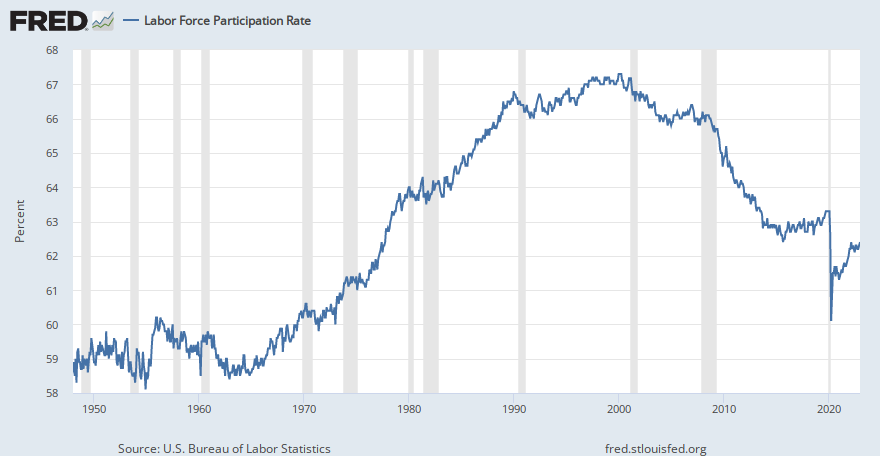 FRED Labor Force Participation Rate
68
67
66
65
64
63
62
61
60
59
58
Percent
1950 1960 1970 1980 1990 2000 2010 2020
Source: U.S. Bureau of Labor Statistics fred.stlouisfed.org